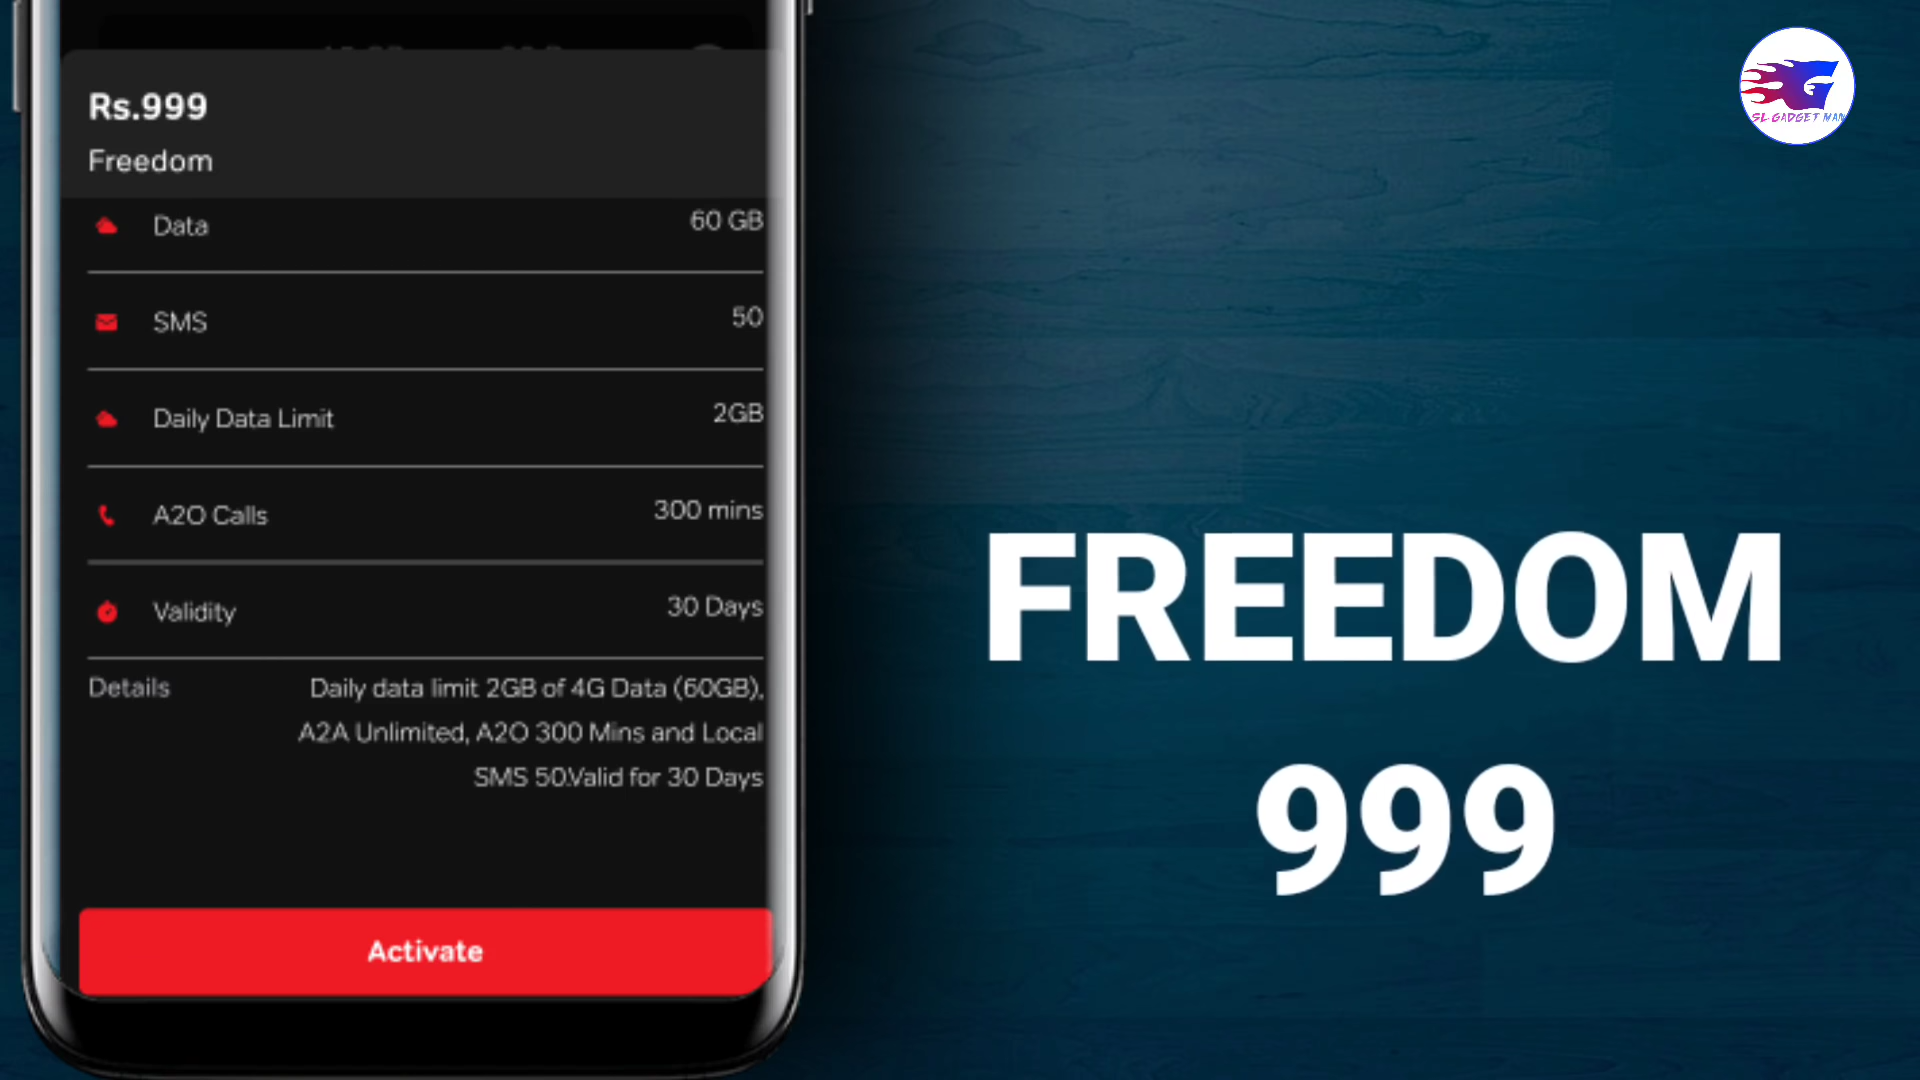 Rs.999
Freedom
Data 60 GB
SMS 50
Daily Data Limit 2GB
A2O Calls 300 mins
Validity 30 Days
Details Daily data limit 2GB of 4G Data (60GB),
A2A Unlimited, A2O 300 Mins and Local
SMS 50.Valid for 30 Days
Activate
SL GADGET MAN
FREEDOM
999